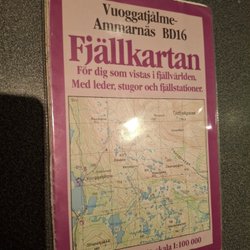 Vuoggatjålme-
Ammarnäs BD16
Fjällkartan
För dig som vistas i fjällvärlden.
Med leder, stugor och fjällstationer.
1:100 000